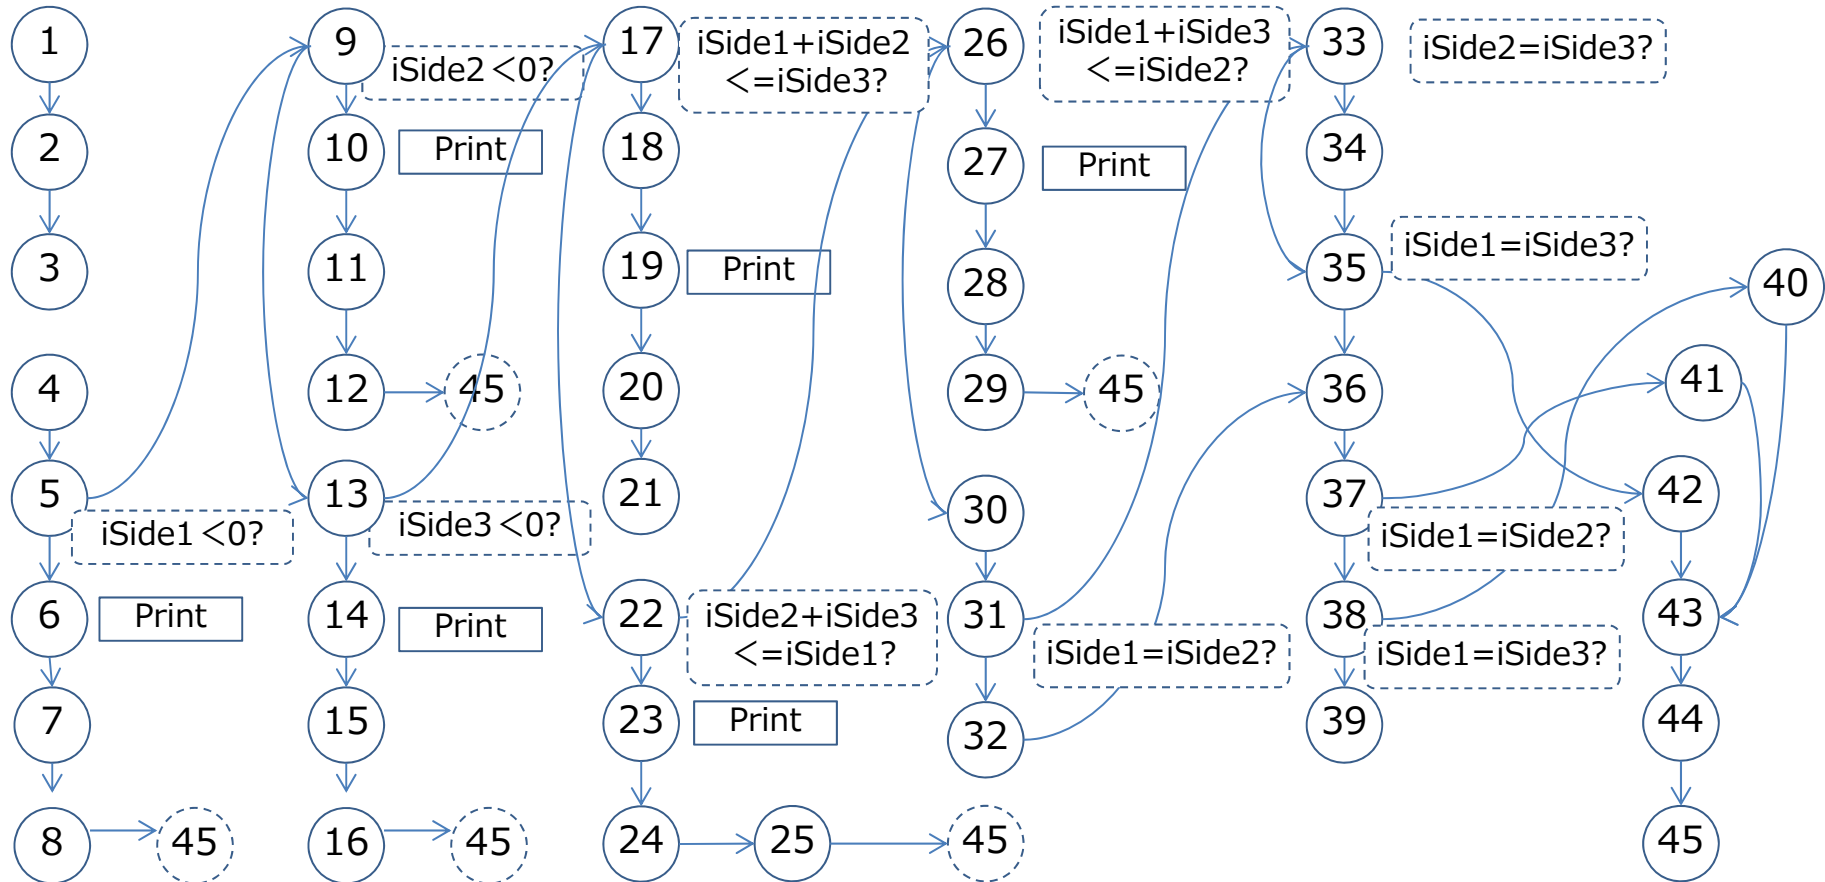 1
2
3
4
5
iSide1<0?
6
Print
7
8
45
9
iSide2<0?
10
Print
11
12
45
13
iSide3<0?
14
Print
15
16
45
17
iSide1+iSide2
<=iSide3?
18
19
Print
20
21
22
iSide2+iSide3
<=iSide1?
23
Print
24
25
45
26
iSide1+iSide3
<=iSide2?
27
Print
28
29
45
30
31
iSide1=iSide2?
32
33
iSide2=iSide3?
34
35
iSide1=iSide3?
36
37
iSide1=iSide2?
38
iSide1=iSide3?
39
40
41
42
43
44
45